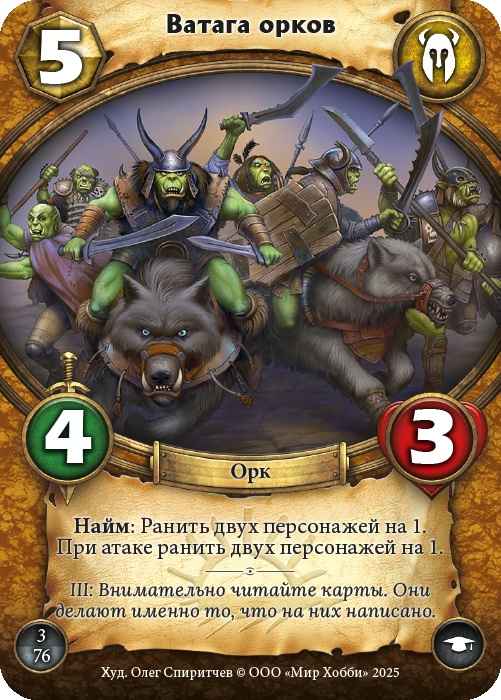 Ватага орков
5
4
3
Орк
Найм: Ранить двух персонажей на 1.
При атаке ранить двух персонажей на 1.
III: Внимательно читайте карты. Они
делают именно то, что на них написано.
3
76
Худ. Олег Спиритчев © ООО «Мир Хобби» 2025